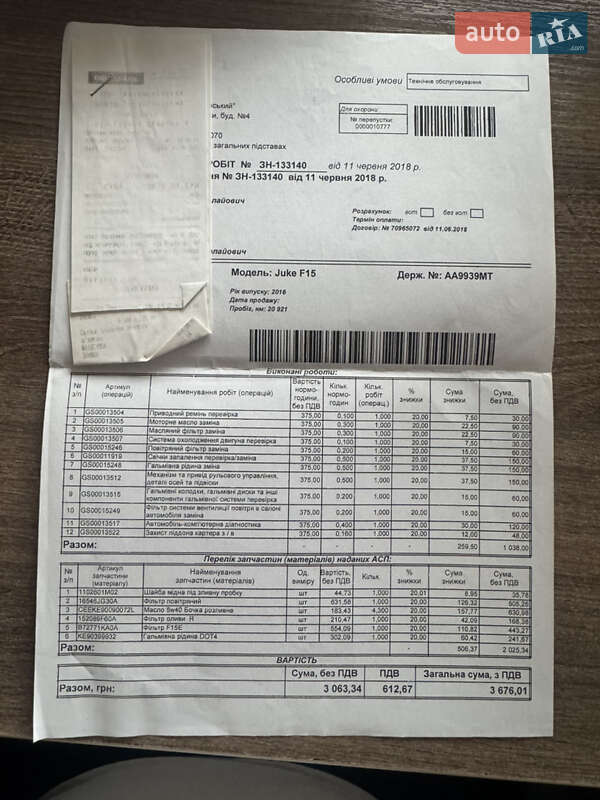 auto RIA .com
Особливі умови Технічне обслуговування
Для охорони:
№ перепустки:
0000010777
буд. №4
загальних підставах
№ ЗН-133140 від 11 червня 2018 р.
№ ЗН-133140 від 11 червня 2018 р.
Розрахунок: гот без гот
Термін оплати:
Договір: № 70965072 від 11.06.2018
Модель: Juke F15 Держ. №: AA9939MT
Рік випуску: 2016
Дата продажу:
Пробіг, км: 20 921
Виконані роботи:
№ з/п Артикул (операцій) Найменування робіт (операцій) Вартість нормо-години, без ПДВ Кільк. нормо-годин Кільк. робіт (операц.) % знижки Сума знижки Сума, без ПДВ
1 GS00013504 Приводний ремінь перевірка 375,00 0,100 1,000 20,00 7,50 30,00
2 GS00013505 Моторне масло заміна 375,00 0,300 1,000 20,00 22,50 90,00
3 GS00013506 Масляний фільтр заміна 375,00 0,300 1,000 20,00 22,50 90,00
4 GS00013507 Система охолодження двигуна перевірка 375,00 0,100 1,000 20,00 7,50 30,00
5 GS00015246 Повітряний фільтр заміна 375,00 0,200 1,000 20,00 15,00 60,00
6 GS00011919 Свічки запалення перевірка/заміна 375,00 0,500 1,000 20,00 37,50 150,00
7 GS00015248 Гальмівна рідина заміна 375,00 0,500 1,000 20,00 37,50 150,00
8 GS00013512 Механізм та привід рульового управління, деталі осей та підвіски 375,00 0,500 1,000 20,00 37,50 150,00
9 GS00013515 Гальмівні колодки, гальмівні диски та інші компоненти гальмівної системи перевірка 375,00 0,200 1,000 20,00 15,00 60,00
10 GS00015249 Фільтр системи вентиляції повітря в салоні автомобіля заміна 375,00 0,200 1,000 20,00 15,00 60,00
11 GS00013517 Автомобіль-комп'ютерна діагностика 375,00 0,400 1,000 20,00 30,00 120,00
12 GS00013522 Захист піддона картера з / в 375,00 0,160 1,000 20,00 12,00 48,00
Разом: - - - 259,50 1 038,00
Перелік запчастин (матеріалів) наданих АСП:
№ з/п Артикул запчастини (матеріалу) Найменування запчастин (матеріалів) Од. виміру Вартість, без ПДВ Кільк. % знижки Сума знижки Сума, без ПДВ
1 1102601M02 Шайба мідна під зливну пробку шт 44,73 1,000 20,01 8,95 35,78
2 16546JG30A Фільтр повітряний шт 631,58 1,000 20,00 126,32 505,26
3 CEEKE90090072L Масло 5w40 Бочка розливна шт 183,43 4,300 20,00 157,77 630,98
4 152089F60A Фільтр оливи R шт 210,47 1,000 20,00 42,09 168,38
5 B72771KA0A Фільтр F15E шт 554,09 1,000 20,00 110,82 443,27
6 KE90399932 Гальмівна рідина DOT4 шт 302,09 1,000 20,00 60,42 241,67
Разом: - - 506,37 2 025,34
ВАРТІСТЬ
Сума, без ПДВ ПДВ Загальна сума, з ПДВ
Разом, грн: 3 063,34 612,67 3 676,01